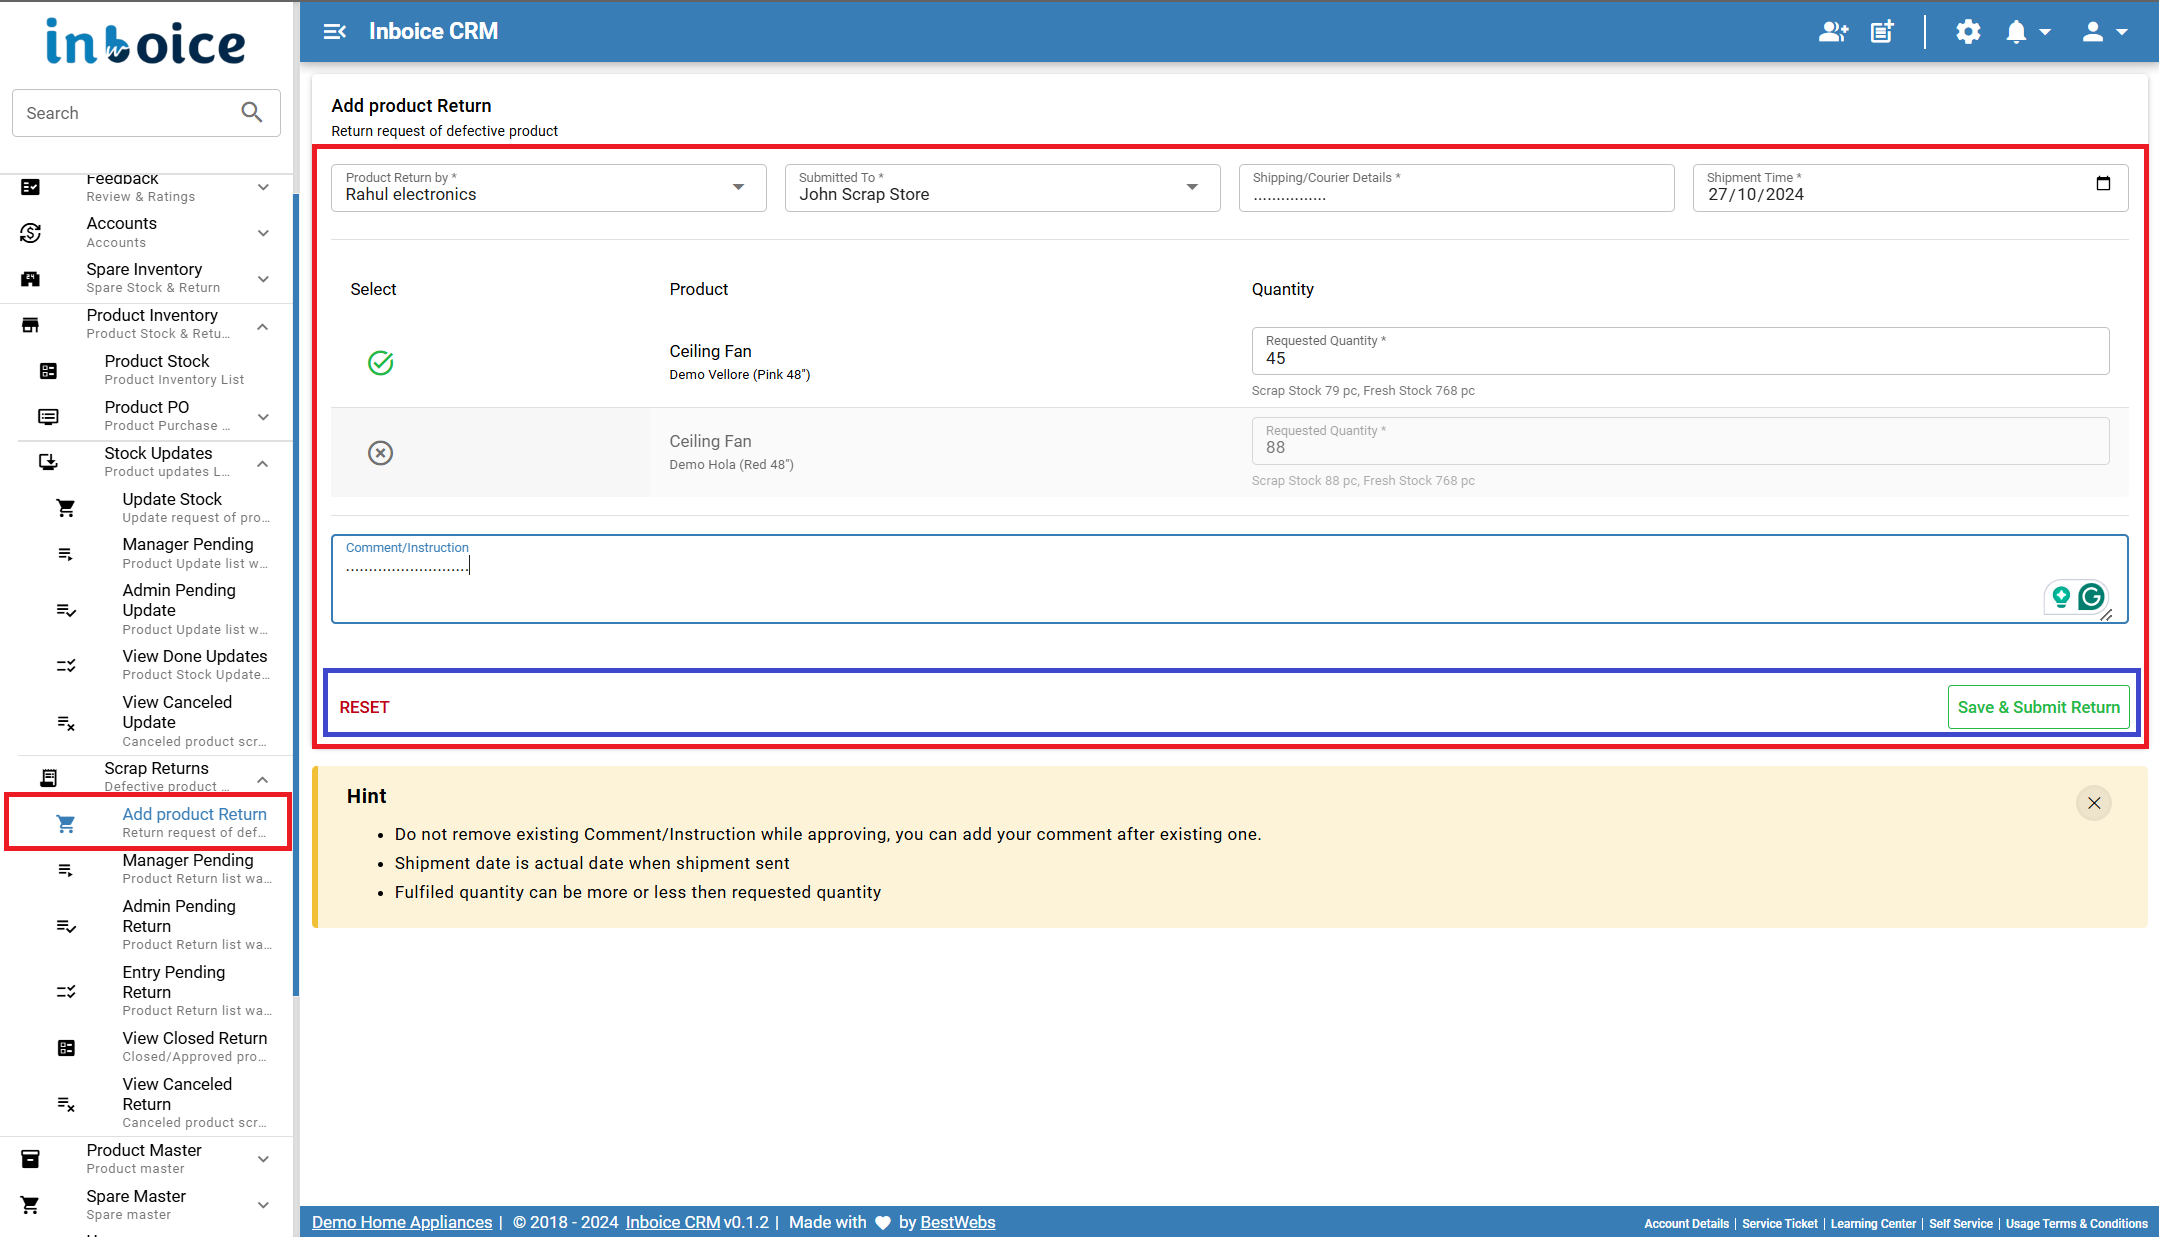 inboice
Search
Feedback
Review & Ratings
Accounts
Accounts
Spare Inventory
Spare Stock & Return
Product Inventory
Product Stock & Retu...
Product Stock
Product Inventory List
Product PO
Product Purchase ...
Stock Updates
Product updates L...
Update Stock
Update request of pro...
Manager Pending
Product Update list w...
Admin Pending
Update
Product Update list w...
View Done Updates
Product Stock Update...
View Canceled
Update
Canceled product scr...
Scrap Returns
Defective product ...
Add product Return
Return request of def...
Manager Pending
Product Return list wa...
Admin Pending
Return
Product Return list wa...
Entry Pending
Return
Product Return list wa...
View Closed Return
Closed/Approved pro...
View Canceled
Return
Canceled product scr...
Product Master
Product master
Spare Master
Spare master
Inboice CRM
Add product Return
Return request of defective product
Product Return by *
Rahul electronics
Submitted To *
John Scrap Store
Shipping/Courier Details *
................
Shipment Time *
27/10/2024
Select Product Quantity
Ceiling Fan
Demo Vellore (Pink 48")
Requested Quantity *
45
Scrap Stock 79 pc, Fresh Stock 768 pc
Ceiling Fan
Demo Hola (Red 48")
Requested Quantity *
88
Scrap Stock 88 pc, Fresh Stock 768 pc
Comment/Instruction
...........................
RESET Save & Submit Return
Hint
• Do not remove existing Comment/Instruction while approving, you can add your comment after existing one.
• Shipment date is actual date when shipment sent
• Fulfiled quantity can be more or less then requested quantity
Demo Home Appliances | © 2018 - 2024 Inboice CRM v0.1.2 | Made with ♥ by BestWebs
Account Details | Service Ticket | Learning Center | Self Service | Usage Terms & Conditions